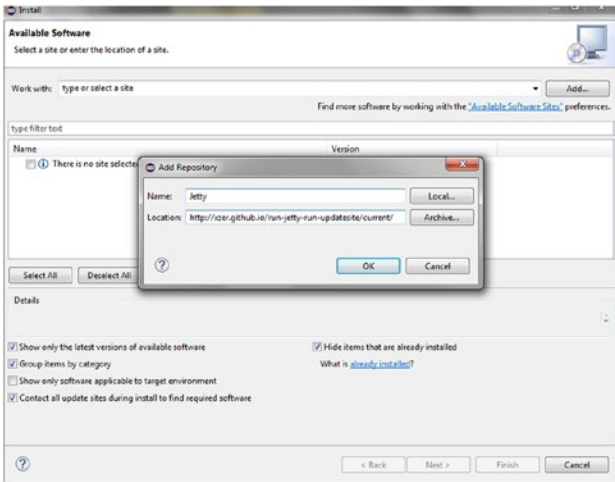 Install
Available Software
Select a site or enter the location of a site.
Work with: type or select a site
Add...
Find more software by working with the "Available Software Sites" preferences.
type filter text
Name Version
There is no site selected
Add Repository
Name: Jetty
Local...
Location: http://xzer.github.io/run-jetty-run-updatesite/current/
Archive...
OK Cancel
Select All Deselect All
Details
Show only the latest versions of available software
Hide items that are already installed
Group items by category
What is already installed?
Show only software applicable to target environment
Contact all update sites during install to find required software
< Back Next > Finish Cancel